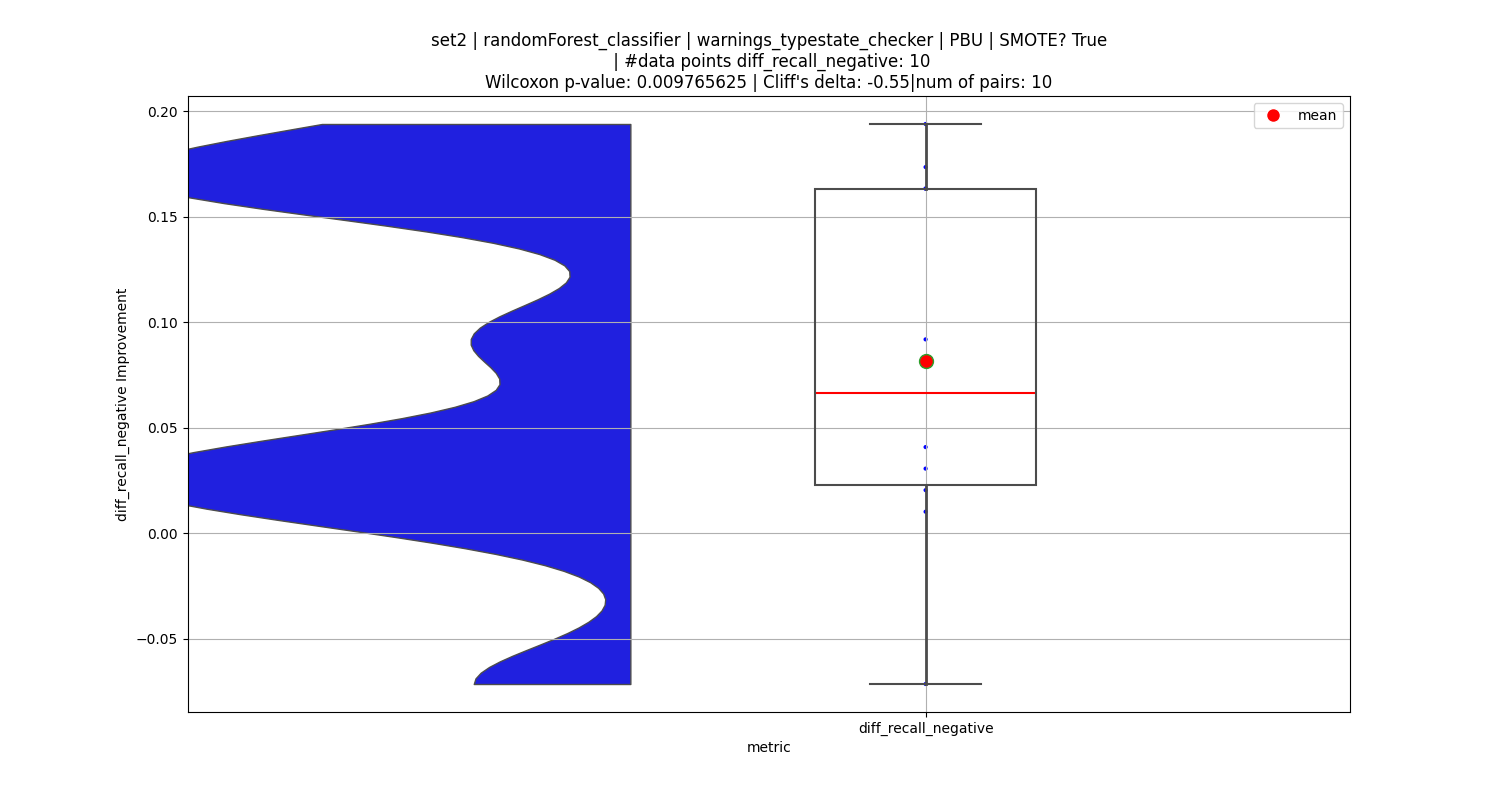 set2 | randomForest_classifier | warnings_typestate_checker | PBU | SMOTE? True
| #data points diff_recall_negative: 10
Wilcoxon p-value: 0.009765625 | Cliff's delta: -0.55|num of pairs: 10
mean
0.20
0.15
0.10
0.05
0.00
−0.05
diff_recall_negative Improvement
diff_recall_negative
metric